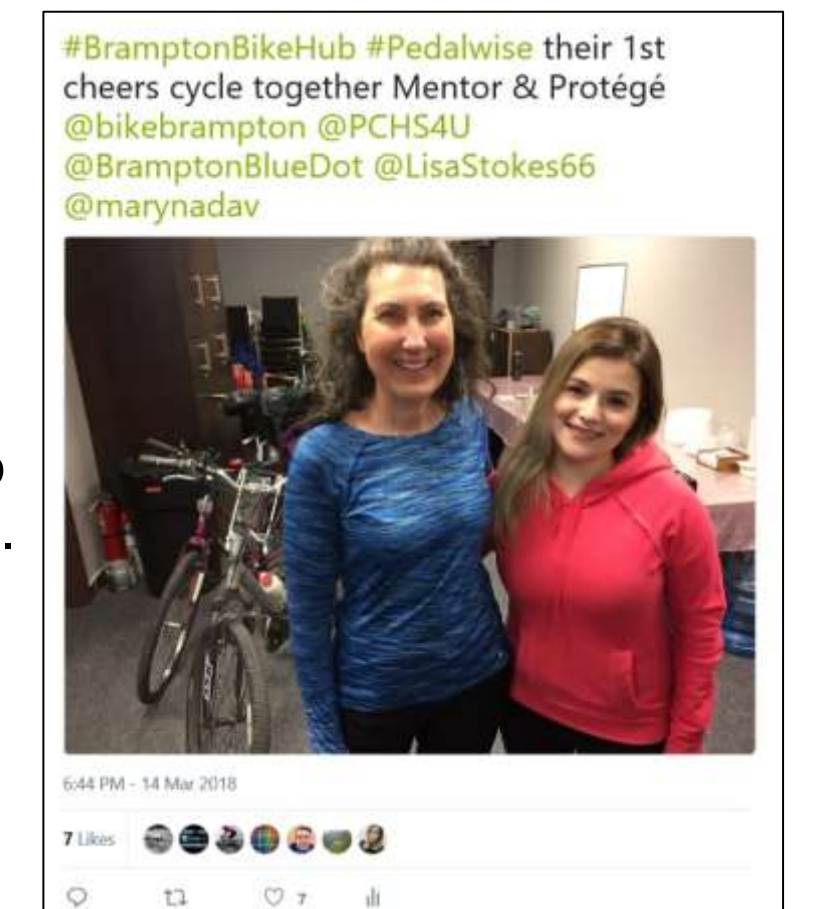 #BramptonBikeHub #Pedalwise their 1st
cheers cycle together Mentor & Protégé
@bikebrampton @PCHS4U
@BramptonBlueDot @LisaStokes66
@marynadav
6:44 PM - 14 Mar 2018
7 Likes
7